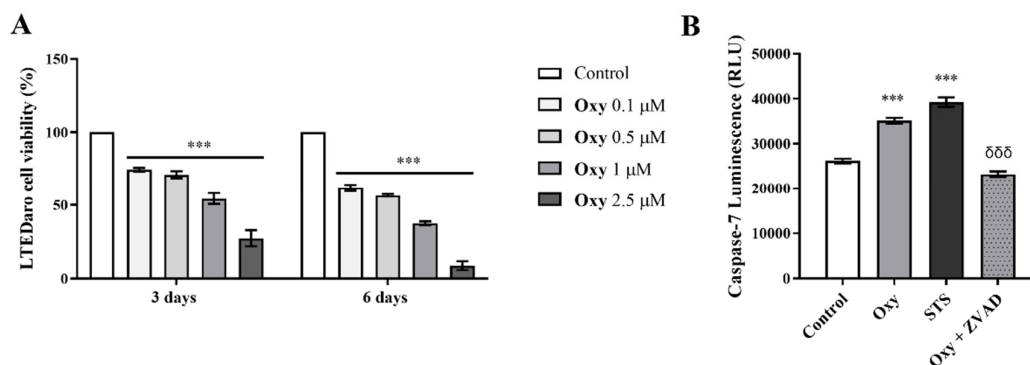 A
LTEDaro cell viability (%)
150
100
50
0
***
***
3 days
6 days
Control
Oxy 0.1 µM
Oxy 0.5 µM
Oxy 1 µM
Oxy 2.5 µM
B
Caspase-7 Luminescence (RLU)
50000
40000
30000
20000
10000
0
***
***
δδδ
Control
Oxy
STS
Oxy + ZVAD